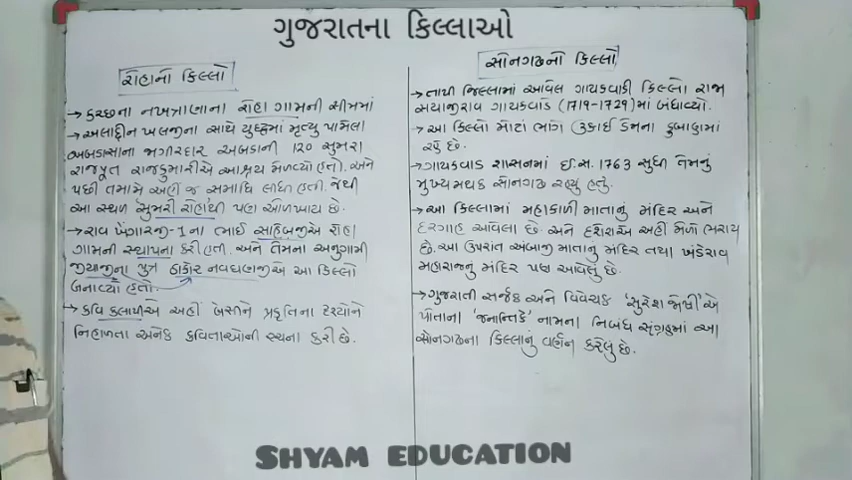 ગુજરાતના કિલ્લાઓ
રોહાનો કિલ્લો
→ કચ્છના નખત્રાણાના રોહા ગામની સીમમાં
→ અલાદ્દીન ખલજીના સાથે યુદ્ધમાં મૃત્યુ પામેલા
અબડાસાના જાગીરદાર અબડાની 120 સુમરા
રાજપૂત રાજકુમારીએ આશ્રય મેળવ્યો હતો. અને
પછી તમામે અહીં જ સમાધિ લીધી હતી. જેથી
આ સ્થળ 'સુમરી રોહા'થી પણ ઓળખાય છે.
→ રાવ ખેંગારજી-1 ના ભાઈ સાહેબજીએ રોહા
ગામની સ્થાપના કરી હતી. અને તેમના અનુગામી
જીયાજીના પુત્ર ઠાકોર નવઘણજીએ આ કિલ્લો
બનાવ્યો હતો.
→ કવિ કલાપીએ અહીં બેસીને પ્રકૃતિના દૃશ્યોને
નિહાળતા અનેક કવિતાઓની રચના કરી છે.
સોનગઢનો કિલ્લો
→ તાપી જિલ્લામાં આવેલ ગાયકવાડી કિલ્લો રાજા
સયાજીરાવ ગાયકવાડે (1719-1729)માં બંધાવ્યો.
→ આ કિલ્લો મોટા ભાગે ઉકાઈ ડેમના ડુબાણમાં
રહે છે.
→ ગાયકવાડ શાસનમાં ઈ.સ. 1763 સુધી તેમનું
મુખ્યમથક સોનગઢ રહ્યું હતું.
→ આ કિલ્લામાં મહાકાળી માતાનું મંદિર અને
દરગાહ આવેલા છે. અને દશેરાએ અહીં મેળો ભરાય
છે. આ ઉપરાંત અંબાજી માતાનુ મંદિર તથા ખંડેરાવ
મહારાજનું મંદિર પણ આવેલું છે.
→ ગુજરાતી સર્જક અને વિવેચક 'સુરેશ જોષી'એ
પોતાના 'જનાન્તિકે' નામના નિબંધ સંગ્રહમાં આ
સોનગઢના કિલ્લાનું વર્ણન કરેલું છે.
SHYAM EDUCATION